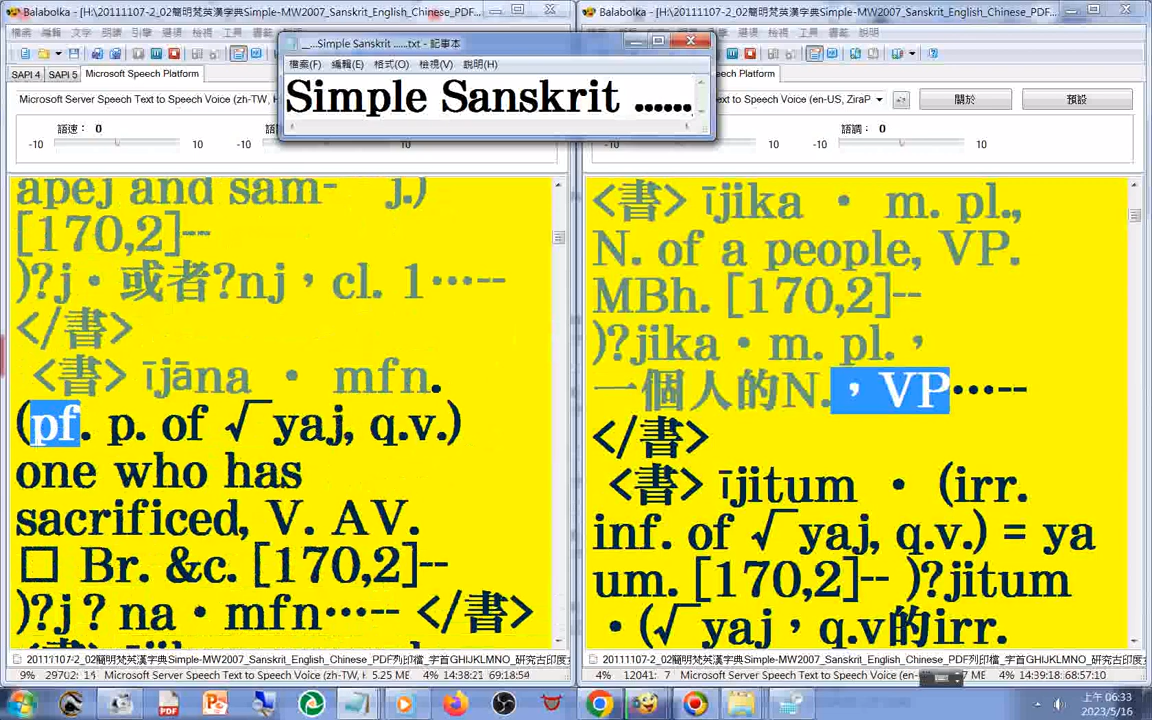 Balabolka - [H:\20111107-2_02簡明梵英漢字典Simple-MW2007_Sanskrit_English_Chinese_PDF...
Balabolka - [H:\20111107-2_02簡明梵英漢字典Simple-MW2007_Sanskrit_English_Chinese_PDF...
__...Simple Sanskrit ......txt - 記事本
檔案(F) 編輯(E) 格式(O) 檢視(V) 說明(H)
Simple Sanskrit ......
SAPI 4 SAPI 5 Microsoft Speech Platform
Speech Platform
Microsoft Server Speech Text to Speech Voice (zh-TW, H
xt to Speech Voice (en-US, ZiraP
關於
預設
語速： 0
語調： 0
-10 10 -10 10
-10 10
apej and sam- j.)
[170,2]--
)?j・或者?nj，cl. 1…--
</書>
<書> ījāna ・ mfn.
(pf. p. of √ yaj, q.v.)
one who has
sacrificed, V. AV.
□ Br. &c. [170,2]--
)?j？na・mfn…-- </書>
<書> ījika ・ m. pl.,
N. of a people, VP.
MBh. [170,2]--
)?jika・m. pl.，
一個人的N.，VP…--
</書>
<書> ījitum ・ (irr.
inf. of √ yaj, q.v.) = ya
um. [170,2]-- )?jitum
・(√ yaj，q.v的irr.
20111107-2_02簡明梵英漢字典Simple-MW2007_Sanskrit_English_Chinese_PDF列印檔_字首GHIJKLMNO_研究古印度
20111107-2_02簡明梵英漢字典Simple-MW2007_Sanskrit_English_Chinese_PDF列印檔_字首GHIJKLMNO_研究古印度
9% 29702: 14 Microsoft Server Speech Text to Speech Voice (zh-TW, 5.25 ME 4% 14:38:21 69:18:54
4% 12041: 7 ME 4% 14:39:18 68:57:10
上午 06:33
2023/5/16